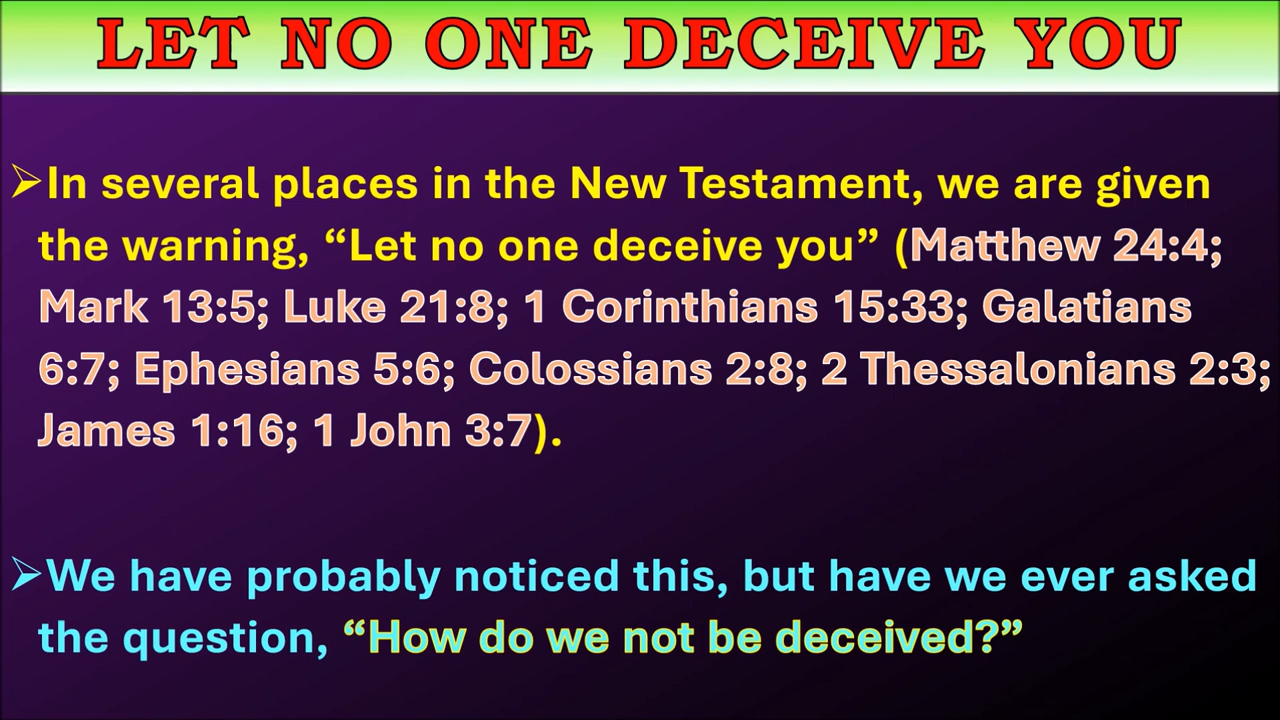 LET NO ONE DECEIVE YOU
➢In several places in the New Testament, we are given
the warning, “Let no one deceive you” (Matthew 24:4;
Mark 13:5; Luke 21:8; 1 Corinthians 15:33; Galatians
6:7; Ephesians 5:6; Colossians 2:8; 2 Thessalonians 2:3;
James 1:16; 1 John 3:7).
➢We have probably noticed this, but have we ever asked
the question, “How do we not be deceived?”